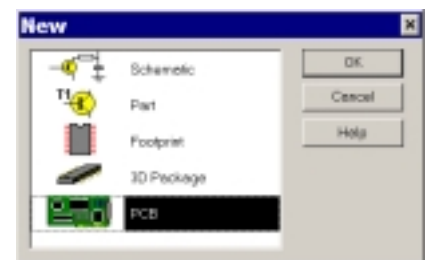 New
Schematic
OK
T1
Part
Cancel
Footprint
Help
3D Package
PCB